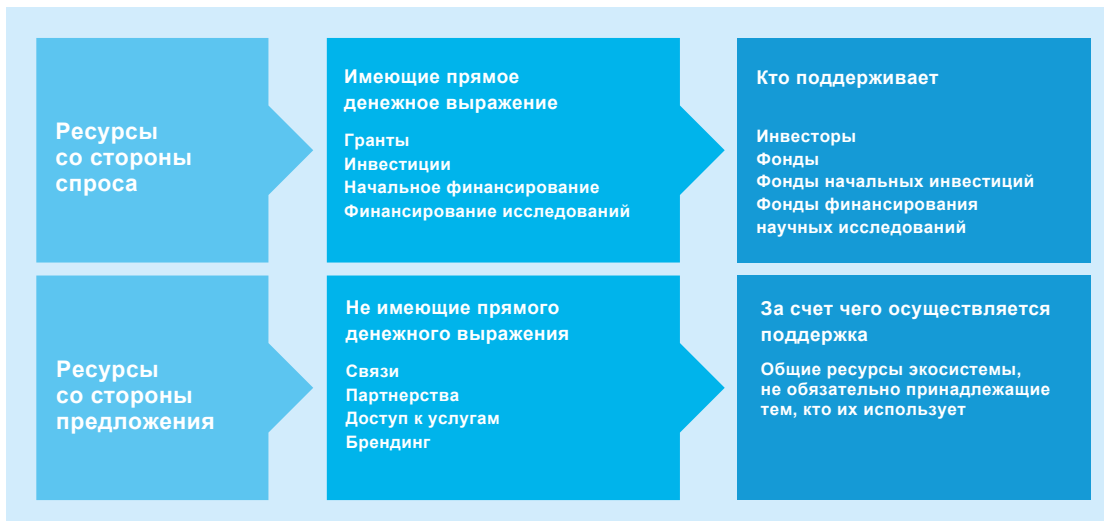 Ресурсы
со стороны
спроса
Имеющие прямое
денежное выражение
Гранты
Инвестиции
Начальное финансирование
Финансирование исследований
Кто поддерживает
Инвесторы
Фонды
Фонды начальных инвестиций
Фонды финансирования
научных исследований
Ресурсы
со стороны
предложения
Не имеющие прямого
денежного выражения
Связи
Партнерства
Доступ к услугам
Брендинг
За счет чего осуществляется
поддержка
Общие ресурсы экосистемы,
не обязательно принадлежащие
тем, кто их использует